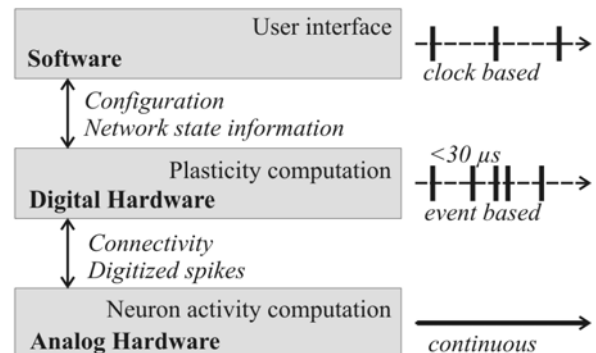 User interface
Software
clock based
Configuration
Network state information
<30 µs
Plasticity computation
Digital Hardware
event based
Connectivity
Digitized spikes
Neuron activity computation
Analog Hardware
continuous